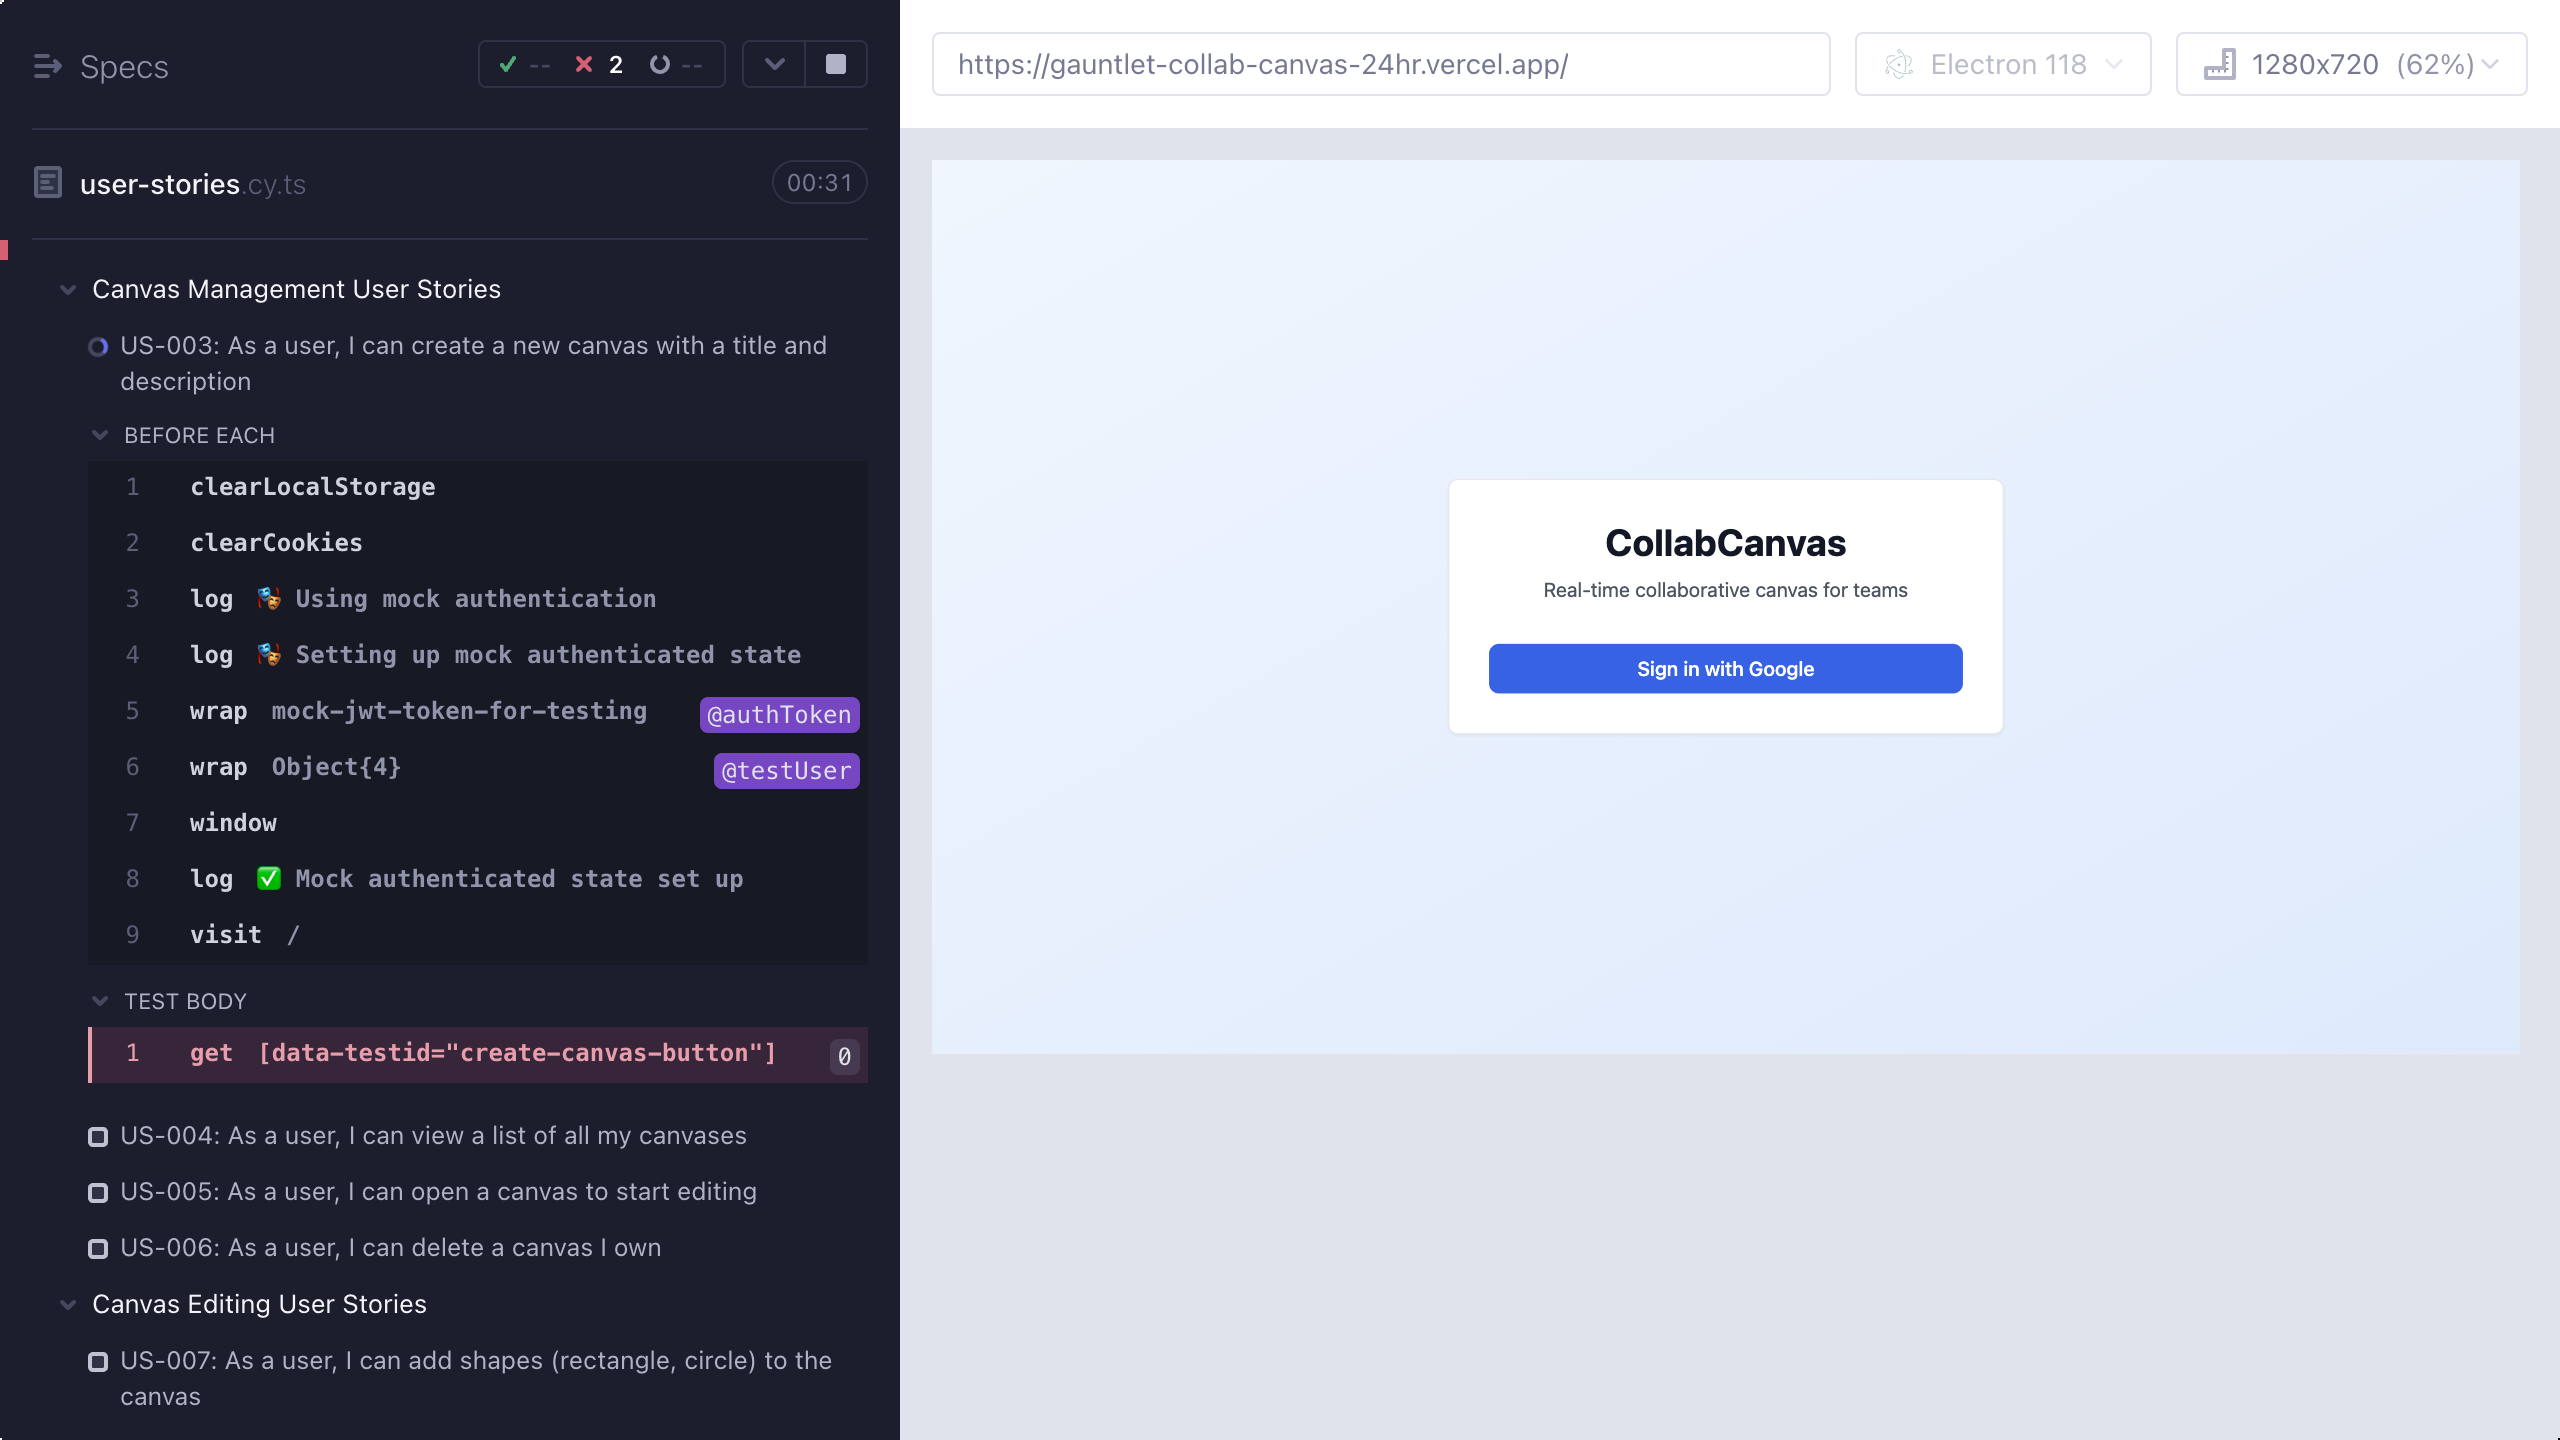 Specs
-- 2 --
user-stories.cy.ts
00:31
Canvas Management User Stories
US-003: As a user, I can create a new canvas with a title and
description
BEFORE EACH
1 clearLocalStorage
2 clearCookies
3 log 🎭 Using mock authentication
4 log 🎭 Setting up mock authenticated state
5 wrap mock-jwt-token-for-testing @authToken
6 wrap Object{4} @testUser
7 window
8 log ✅ Mock authenticated state set up
9 visit /
TEST BODY
1 get [data-testid="create-canvas-button"] 0
US-004: As a user, I can view a list of all my canvases
US-005: As a user, I can open a canvas to start editing
US-006: As a user, I can delete a canvas I own
Canvas Editing User Stories
US-007: As a user, I can add shapes (rectangle, circle) to the
canvas
https://gauntlet-collab-canvas-24hr.vercel.app/
Electron 118
1280x720 (62%)
CollabCanvas
Real-time collaborative canvas for teams
Sign in with Google